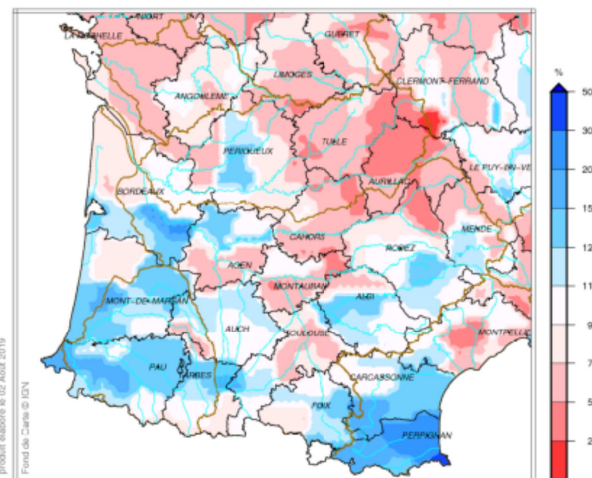 NIORT
LA ROCHELLE
GUERET
LIMOGES
CLERMONT-FERRAND
ANGOULEME
PERIGUEUX
TULLE
LE PUY-EN-VE
AURILLAC
BORDEAUX
CAHORS
RODEZ
MENDE
AGEN
MONTAUBAN
ALBI
MONT-DE-MARSAN
AUCH
TOULOUSE
MONTPELLIE
PAU
TARBES
CARCASSONNE
FOIX
PERPIGNAN
%
50
30
20
15
12
11
9
7
5
2
produit élaboré le 02 Août 2019
Fond de Carte © IGN